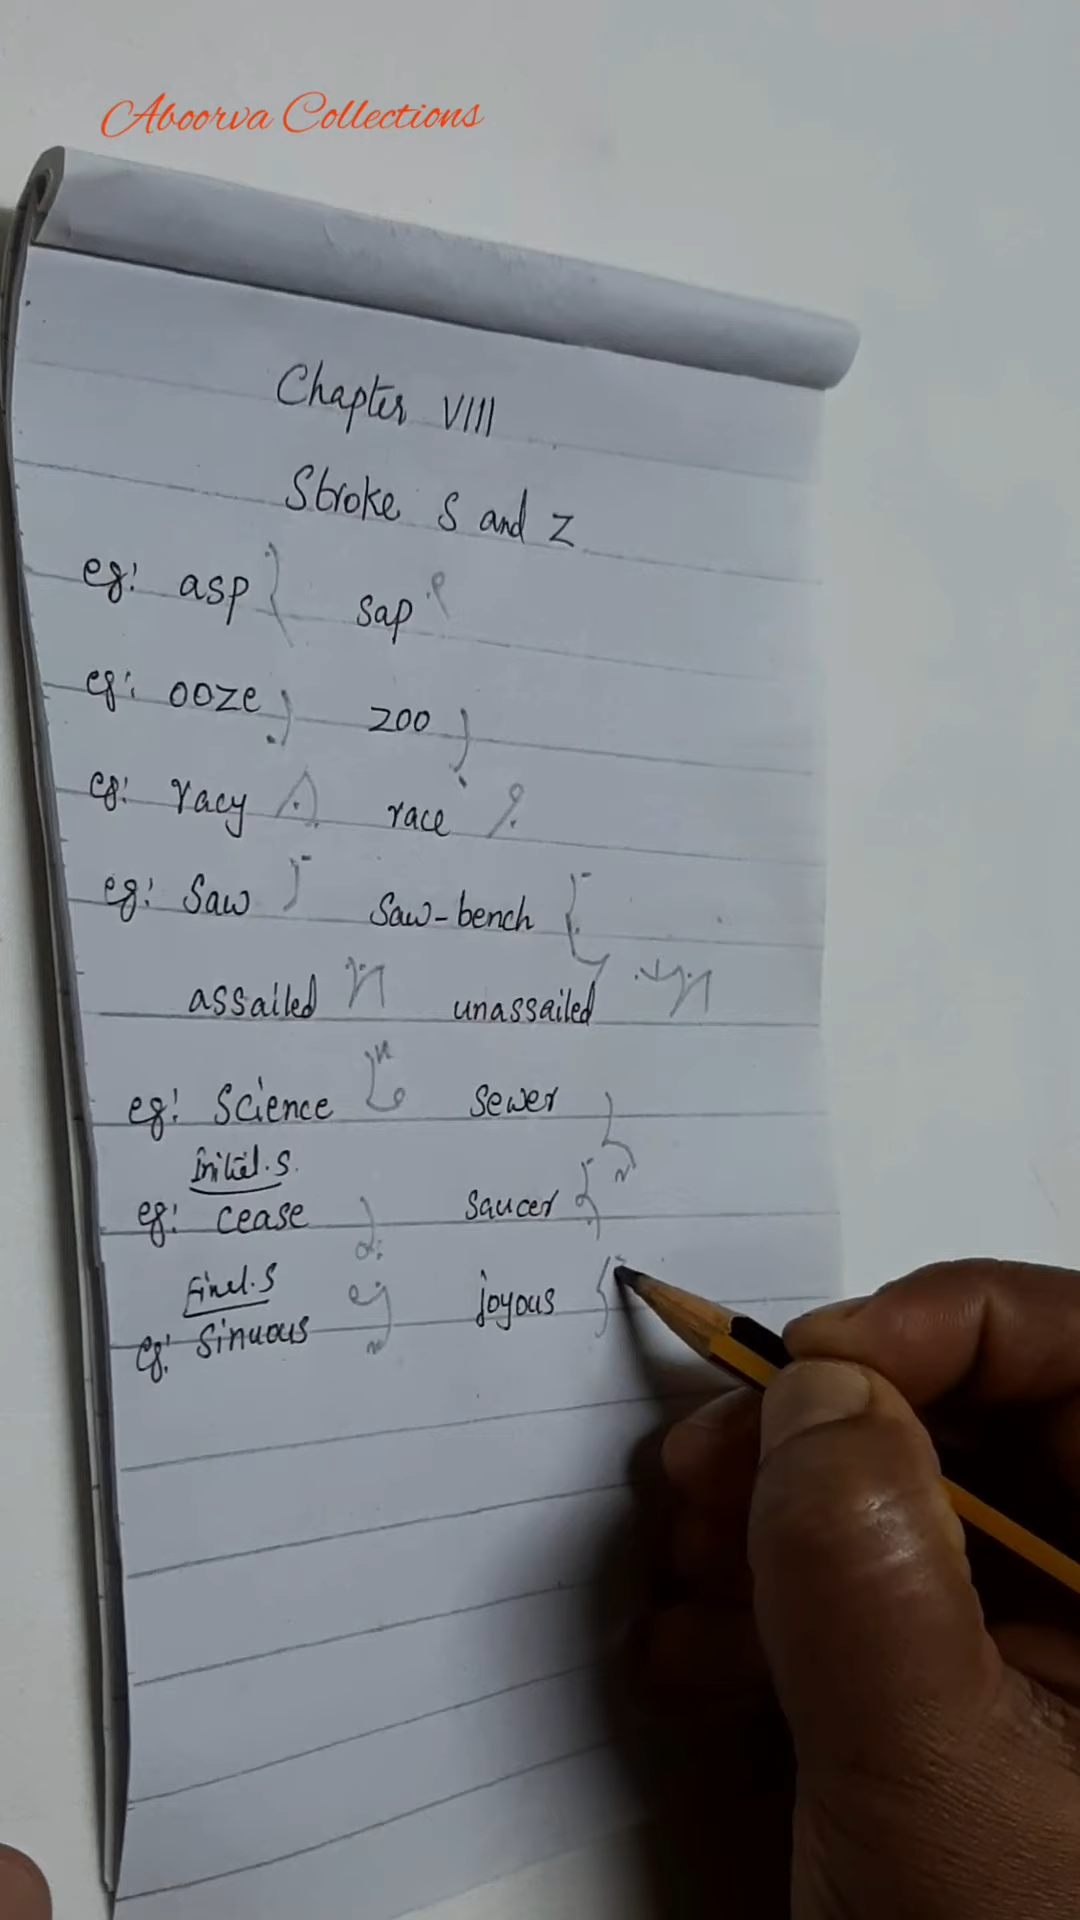 Aboorva Collections
Chapter VIII
Stroke S and Z
eg: asp sap
eg: ooze zoo
eg: racy race
eg: Saw Saw-bench
assailed unassailed
eg: Science Sewer
Initial.S.
eg: cease Saucer
Final.S
eg: Sinuous joyous